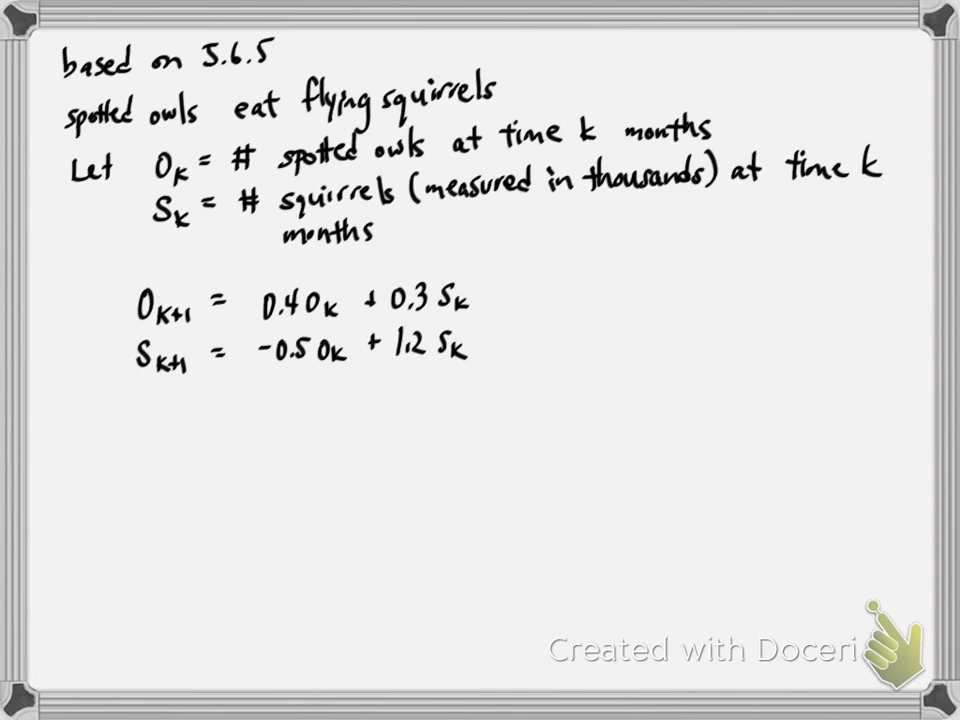 based on 5.6.5
spotted owls eat flying squirrels
Let O_K = # spotted owls at time k months
S_K = # squirrels (measured in thousands) at time k
months
O_{K+1} = 0.4 O_K + 0.3 S_K
S_{K+1} = -0.5 O_K + 1.2 S_K
Created with Doceri